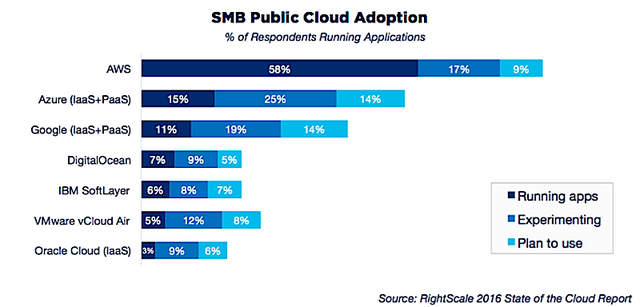 SMB Public Cloud Adoption
% of Respondents Running Applications
AWS 58% 17% 9%
Azure (IaaS+PaaS) 15% 25% 14%
Google (IaaS+PaaS) 11% 19% 14%
DigitalOcean 7% 9% 5%
IBM SoftLayer 6% 8% 7%
VMware vCloud Air 5% 12% 8%
Oracle Cloud (IaaS) 3% 9% 6%
Running apps
Experimenting
Plan to use
Source: RightScale 2016 State of the Cloud Report